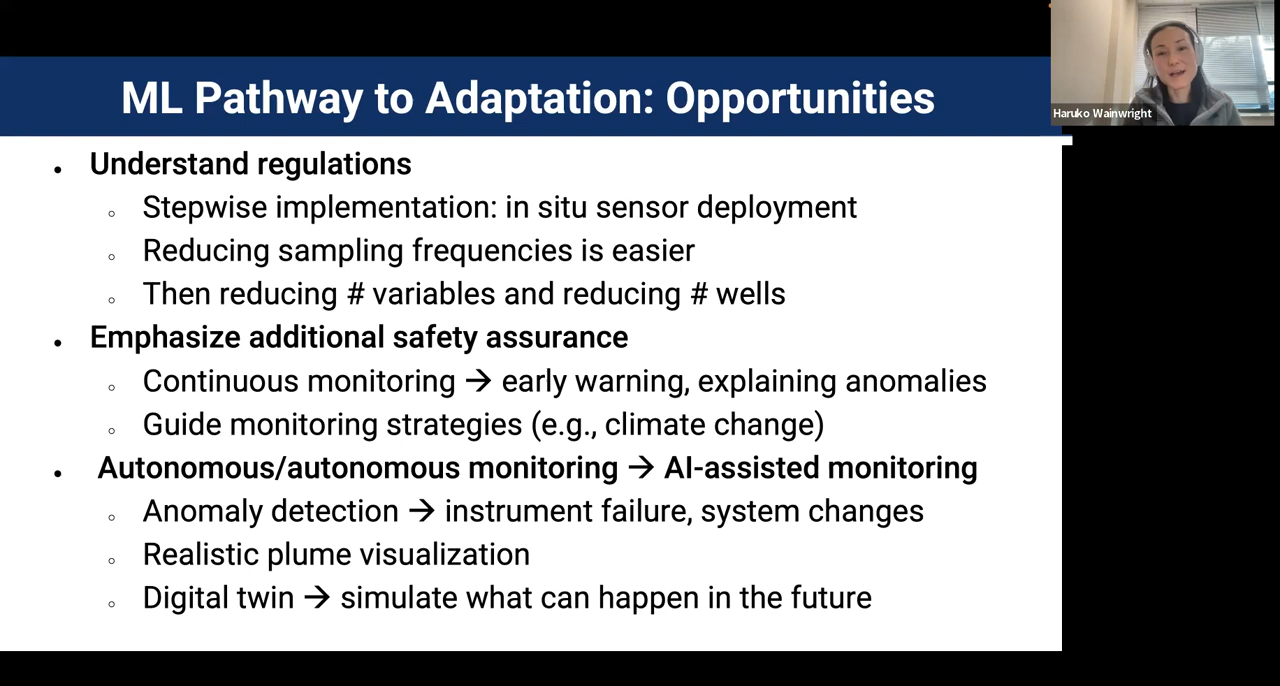 ML Pathway to Adaptation: Opportunities
Haruko Wainwright
• Understand regulations
○ Stepwise implementation: in situ sensor deployment
○ Reducing sampling frequencies is easier
○ Then reducing # variables and reducing # wells
• Emphasize additional safety assurance
○ Continuous monitoring → early warning, explaining anomalies
○ Guide monitoring strategies (e.g., climate change)
• Autonomous/autonomous monitoring → AI-assisted monitoring
○ Anomaly detection → instrument failure, system changes
○ Realistic plume visualization
○ Digital twin → simulate what can happen in the future